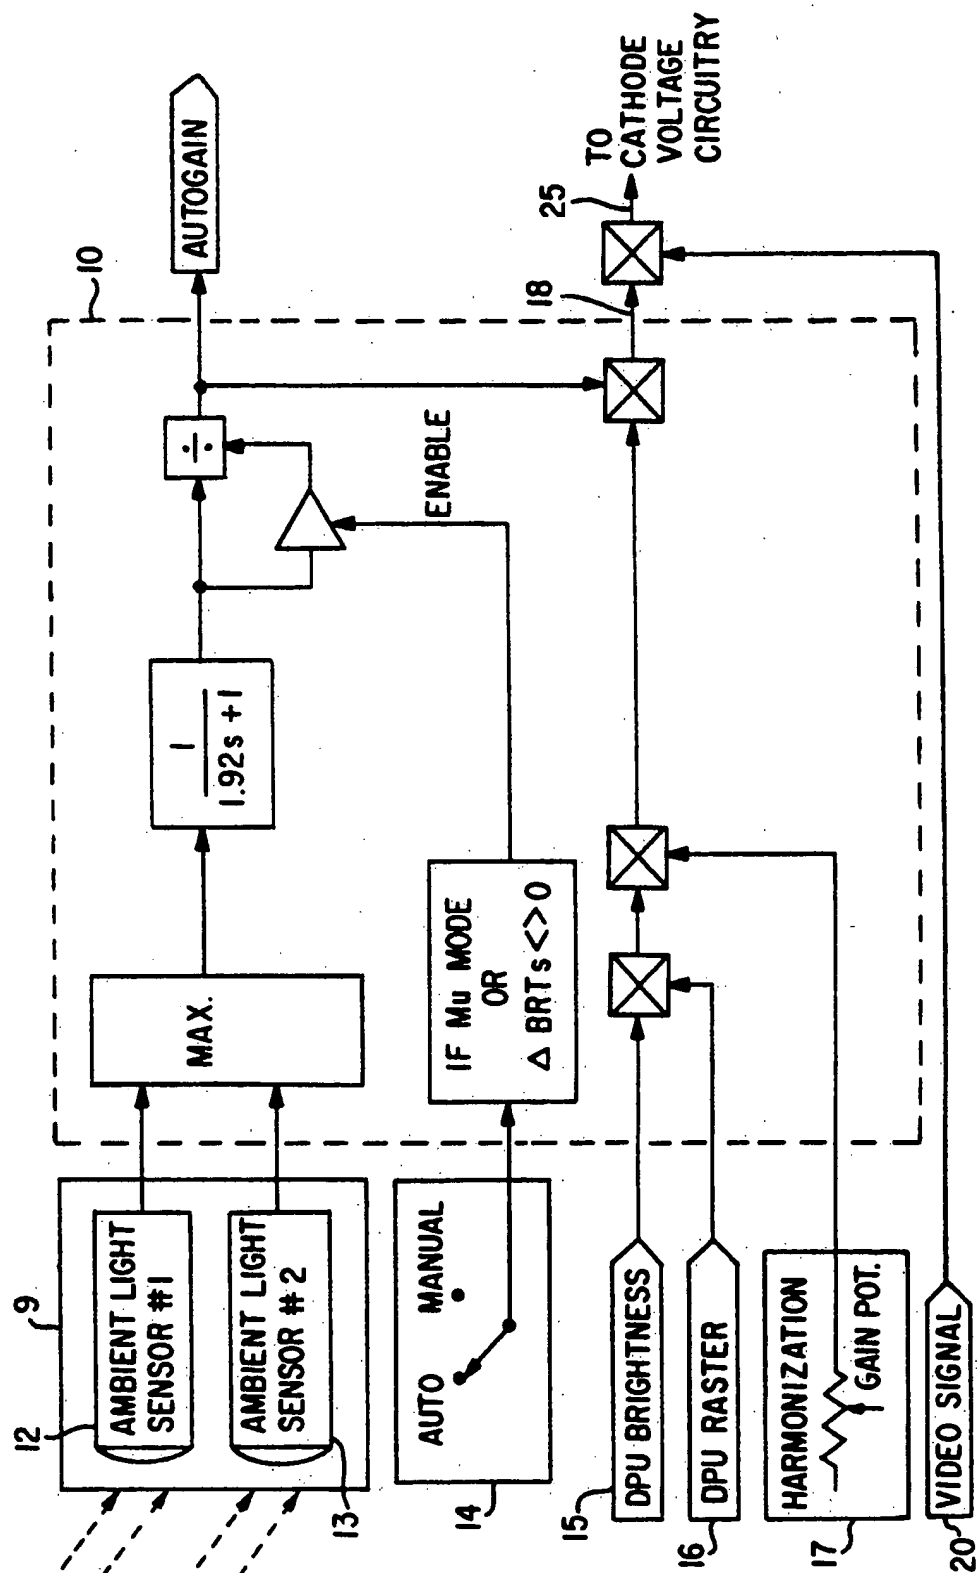 9
12
AMBIENT LIGHT
SENSOR #1
AMBIENT LIGHT
SENSOR #2
13
MAX.
1
1.92s + 1
÷
10
AUTOGAIN
14
AUTO
MANUAL
IF Mu MODE
OR
Δ BRTs<>0
ENABLE
15
DPU BRIGHTNESS
16
DPU RASTER
17
HARMONIZATION
GAIN POT.
20
VIDEO SIGNAL
18
25
TO
CATHODE
VOLTAGE
CIRCUITRY